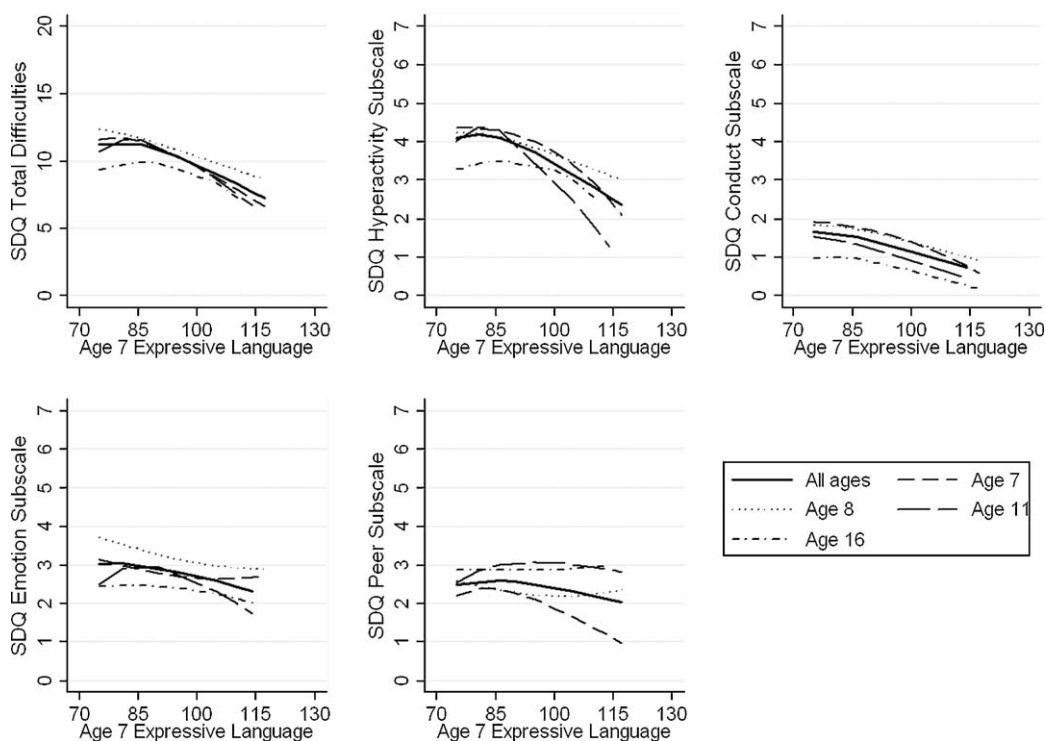 SDQ Total Difficulties
20
15
10
5
0
70 85 100 115 130
Age 7 Expressive Language
SDQ Hyperactivity Subscale
7
6
5
4
3
2
1
0
70 85 100 115 130
Age 7 Expressive Language
SDQ Conduct Subscale
7
6
5
4
3
2
1
0
70 85 100 115 130
Age 7 Expressive Language
SDQ Emotion Subscale
7
6
5
4
3
2
1
0
70 85 100 115 130
Age 7 Expressive Language
SDQ Peer Subscale
7
6
5
4
3
2
1
0
70 85 100 115 130
Age 7 Expressive Language
All ages Age 7
Age 8 Age 11
Age 16